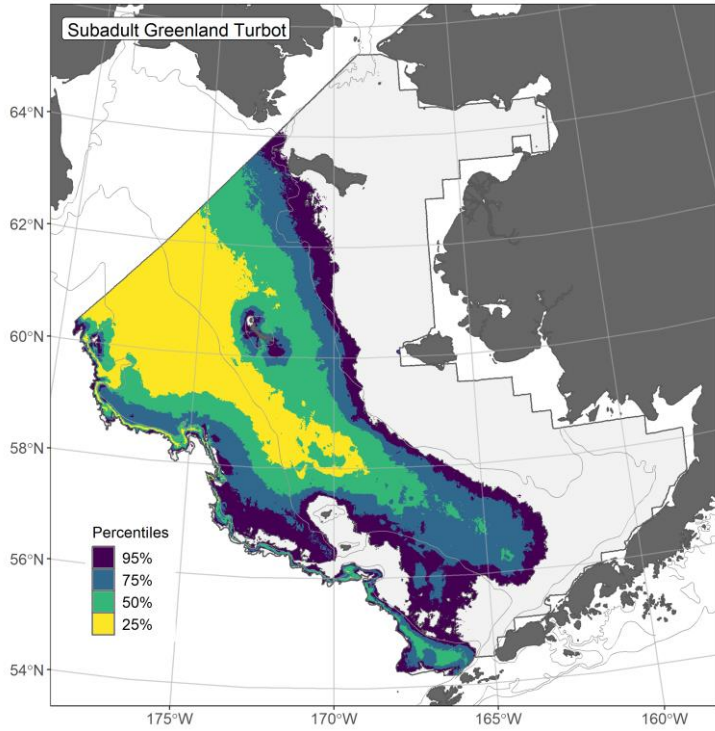 Subadult Greenland Turbot
64°N
62°N
60°N
58°N
56°N
54°N
Percentiles
95%
75%
50%
25%
175°W
170°W
165°W
160°W